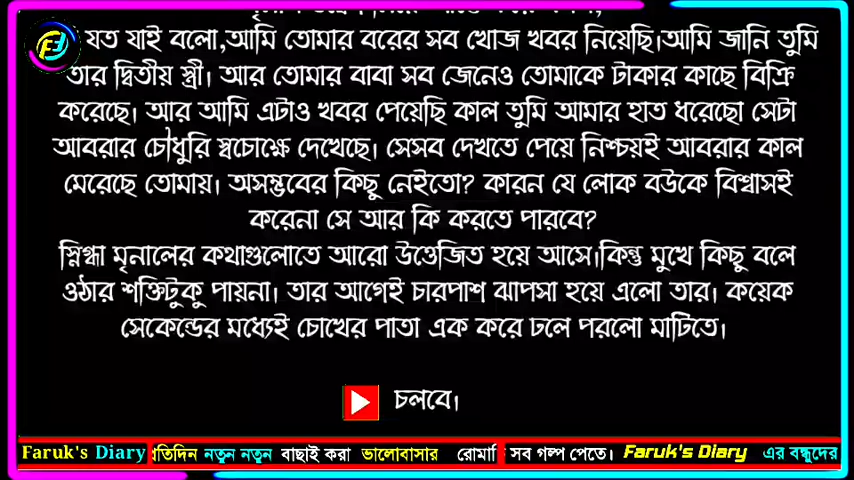 যত যাই বলো,আমি তোমার বরের সব খোজ খবর নিয়েছি।আমি জানি তুমি
তার দ্বিতীয় স্ত্রী। আর তোমার বাবা সব জেনেও তোমাকে টাকার কাছে বিক্রি
করেছে। আর আমি এটাও খবর পেয়েছি কাল তুমি আমার হাত ধরেছো সেটা
আবরার চৌধুরি স্বচোক্ষে দেখেছে। সেসব দেখতে পেয়ে নিশ্চয়ই আবরার কাল
মেরেছে তোমায়। অসম্ভবের কিছু নেইতো? কারন যে লোক বউকে বিশ্বাসই
করেনা সে আর কি করতে পারবে?
স্নিগ্ধা মৃনালের কথাগুলোতে আরো উত্তেজিত হয়ে আসে।কিন্তু মুখে কিছু বলে
ওঠার শক্তিটুকু পায়না। তার আগেই চারপাশ ঝাপসা হয়ে এলো তার। কয়েক
সেকেন্ডের মধ্যেই চোখের পাতা এক করে ঢলে পরলো মাটিতে।
চলবে।
Faruk's Diary প্রতিদিন নতুন নতুন বাছাই করা ভালোবাসার রোমা সব গল্প পেতে। Faruk's Diary এর বন্ধুদের